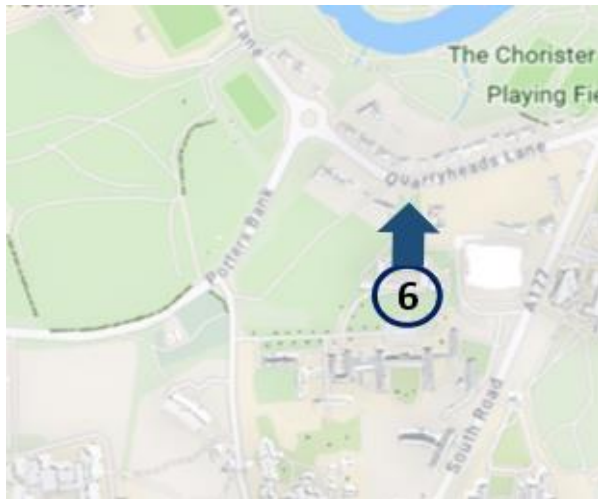 Lane
The Chorister
Playing Fie
Quarryheads Lane
Potters Bank
6
A177
South Road